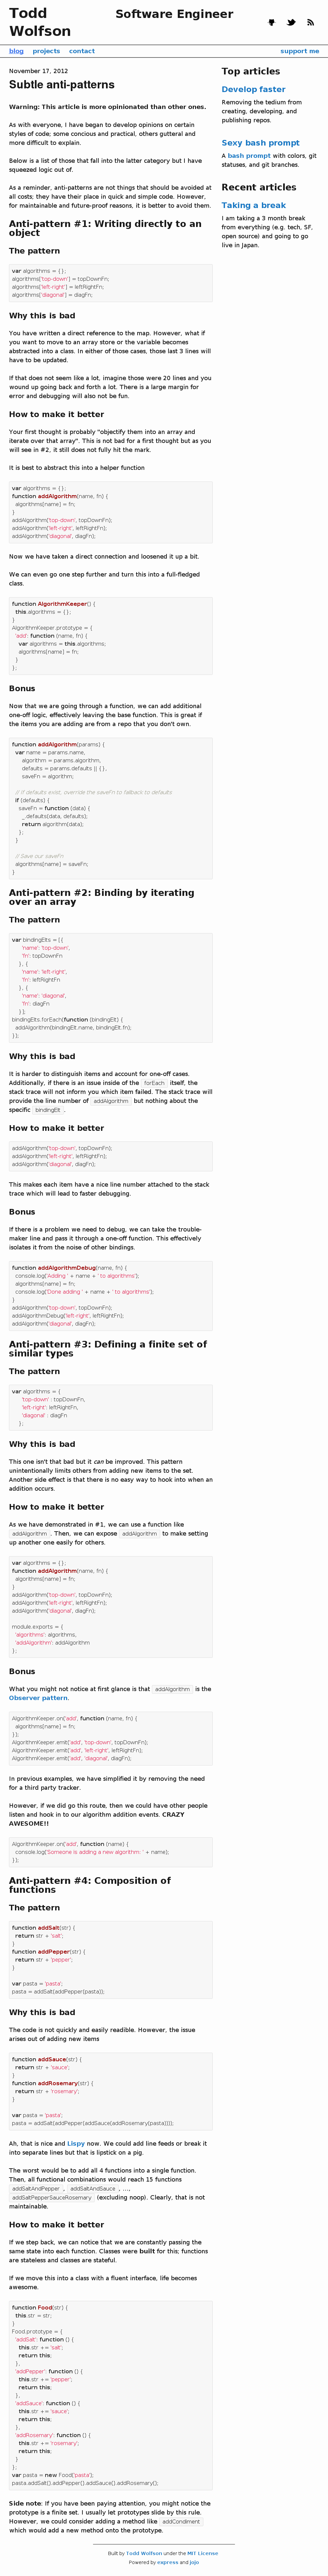 Todd
Wolfson
Software Engineer
blog projects contact support me
November 17, 2012
Subtle anti-patterns
Warning: This article is more opinionated than others.
As with everyone, I have began to develop opinions on certain
styles of code; some concious and practical, others gutteral and
more difficult to explain.
Below is a list of those that fall into the latter category but I have
squeezed logic out of.
As a reminder, anti-patterns are things that should be avoided at
all costs; they have their place in quick and simple code. However,
for maintainable and future-proof reasons, it is better to avoid them.
Anti-pattern #1: Writing directly to an
object
The pattern
var algorithms = {};
algorithms['top-down'] = topDownFn;
algorithms['left-right'] = leftRightFn;
algorithms['diagonal'] = diagFn;
Why this is bad
You have written a direct reference to the map. However, what if
you want to move to an array store or the variable becomes
abstracted into a class. In either of those cases, those last 3 lines will
have to be updated.
If that does not seem like a lot, imagine those were 20 lines and you
wound up going back and forth a lot. There is a large margin for
error and debugging will also not be fun.
How to make it better
Your first thought is probably "objectify them into an array and
iterate over that array". This is not bad for a first thought but as you
will see in #2, it still does not fully hit the mark.
It is best to abstract this into a helper function
var algorithms = {};
function addAlgorithm(name, fn) {
algorithms[name] = fn;
}
addAlgorithm('top-down', topDownFn);
addAlgorithm('left-right', leftRightFn);
addAlgorithm('diagonal', diagFn);
Now we have taken a direct connection and loosened it up a bit.
We can even go one step further and turn this into a full-fledged
class.
function AlgorithmKeeper() {
this.algorithms = {};
}
AlgorithmKeeper.prototype = {
'add': function (name, fn) {
var algorithms = this.algorithms;
algorithms[name] = fn;
}
};
Bonus
Now that we are going through a function, we can add additional
one-off logic, effectively leaving the base function. This is great if
the items you are adding are from a repo that you don't own.
function addAlgorithm(params) {
var name = params.name,
algorithm = params.algorithm,
defaults = params.defaults || {},
saveFn = algorithm;
// If defaults exist, override the saveFn to fallback to defaults
if (defaults) {
saveFn = function (data) {
_.defaults(data, defaults);
return algorithm(data);
};
}
// Save our saveFn
algorithms[name] = saveFn;
}
Anti-pattern #2: Binding by iterating
over an array
The pattern
var bindingElts = [{
'name': 'top-down',
'fn': topDownFn
}, {
'name': 'left-right',
'fn': leftRightFn
}, {
'name': 'diagonal',
'fn': diagFn
}];
bindingElts.forEach(function (bindingElt) {
addAlgorithm(bindingElt.name, bindingElt.fn);
});
Why this is bad
It is harder to distinguish items and account for one-off cases.
Additionally, if there is an issue inside of the forEach itself, the
stack trace will not inform you which item failed. The stack trace will
provide the line number of addAlgorithm but nothing about the
specific bindingElt.
How to make it better
addAlgorithm('top-down', topDownFn);
addAlgorithm('left-right', leftRightFn);
addAlgorithm('diagonal', diagFn);
This makes each item have a nice line number attached to the stack
trace which will lead to faster debugging.
Bonus
If there is a problem we need to debug, we can take the trouble-
maker line and pass it through a one-off function. This effectively
isolates it from the noise of other bindings.
function addAlgorithmDebug(name, fn) {
console.log('Adding ' + name + ' to algorithms');
algorithms[name] = fn;
console.log('Done adding ' + name + ' to algorithms');
}
addAlgorithm('top-down', topDownFn);
addAlgorithmDebug('left-right', leftRightFn);
addAlgorithm('diagonal', diagFn);
Anti-pattern #3: Defining a finite set of
similar types
The pattern
var algorithms = {
'top-down' : topDownFn,
'left-right': leftRightFn,
'diagonal' : diagFn
};
Why this is bad
This one isn't that bad but it can be improved. This pattern
unintentionally limits others from adding new items to the set.
Another side effect is that there is no easy way to hook into when an
addition occurs.
How to make it better
As we have demonstrated in #1, we can use a function like
addAlgorithm. Then, we can expose addAlgorithm to make setting
up another one easily for others.
var algorithms = {};
function addAlgorithm(name, fn) {
algorithms[name] = fn;
}
addAlgorithm('top-down', topDownFn);
addAlgorithm('left-right', leftRightFn);
addAlgorithm('diagonal', diagFn);
module.exports = {
'algorithms': algorithms,
'addAlgorithm': addAlgorithm
};
Bonus
What you might not notice at first glance is that addAlgorithm is the
Observer pattern.
AlgorithmKeeper.on('add', function (name, fn) {
algorithms[name] = fn;
});
AlgorithmKeeper.emit('add', 'top-down', topDownFn);
AlgorithmKeeper.emit('add', 'left-right', leftRightFn);
AlgorithmKeeper.emit('add', 'diagonal', diagFn);
In previous examples, we have simplified it by removing the need
for a third party tracker.
However, if we did go this route, then we could have other people
listen and hook in to our algorithm addition events. CRAZY
AWESOME!!
AlgorithmKeeper.on('add', function (name) {
console.log('Someone is adding a new algorithm: ' + name);
});
Anti-pattern #4: Composition of
functions
The pattern
function addSalt(str) {
return str + 'salt';
}
function addPepper(str) {
return str + 'pepper';
}
var pasta = 'pasta';
pasta = addSalt(addPepper(pasta));
Why this is bad
The code is not quickly and easily readible. However, the issue
arises out of adding new items
function addSauce(str) {
return str + 'sauce';
}
function addRosemary(str) {
return str + 'rosemary';
}
var pasta = 'pasta';
pasta = addSalt(addPepper(addSauce(addRosemary(pasta))));
Ah, that is nice and Lispy now. We could add line feeds or break it
into separate lines but that is lipstick on a pig.
The worst would be to add all 4 functions into a single function.
Then, all functional combinations would reach 15 functions
addSaltAndPepper, addSaltAndSauce, ...,
addSaltPepperSauceRosemary (excluding noop). Clearly, that is not
maintainable.
How to make it better
If we step back, we can notice that we are constantly passing the
same state into each function. Classes were built for this; functions
are stateless and classes are stateful.
If we move this into a class with a fluent interface, life becomes
awesome.
function Food(str) {
this.str = str;
}
Food.prototype = {
'addSalt': function () {
this.str += 'salt';
return this;
},
'addPepper': function () {
this.str += 'pepper';
return this;
},
'addSauce': function () {
this.str += 'sauce';
return this;
},
'addRosemary': function () {
this.str += 'rosemary';
return this;
}
};
var pasta = new Food('pasta');
pasta.addSalt().addPepper().addSauce().addRosemary();
Side note: If you have been paying attention, you might notice the
prototype is a finite set. I usually let prototypes slide by this rule.
However, we could consider adding a method like addCondiment
which would add a new method onto the prototype.
Top articles
Develop faster
Removing the tedium from
creating, developing, and
publishing repos.
Sexy bash prompt
A bash prompt with colors, git
statuses, and git branches.
Recent articles
Taking a break
I am taking a 3 month break
from everything (e.g. tech, SF,
open source) and going to go
live in Japan.
Built by Todd Wolfson under the MIT License
Powered by express and jojo